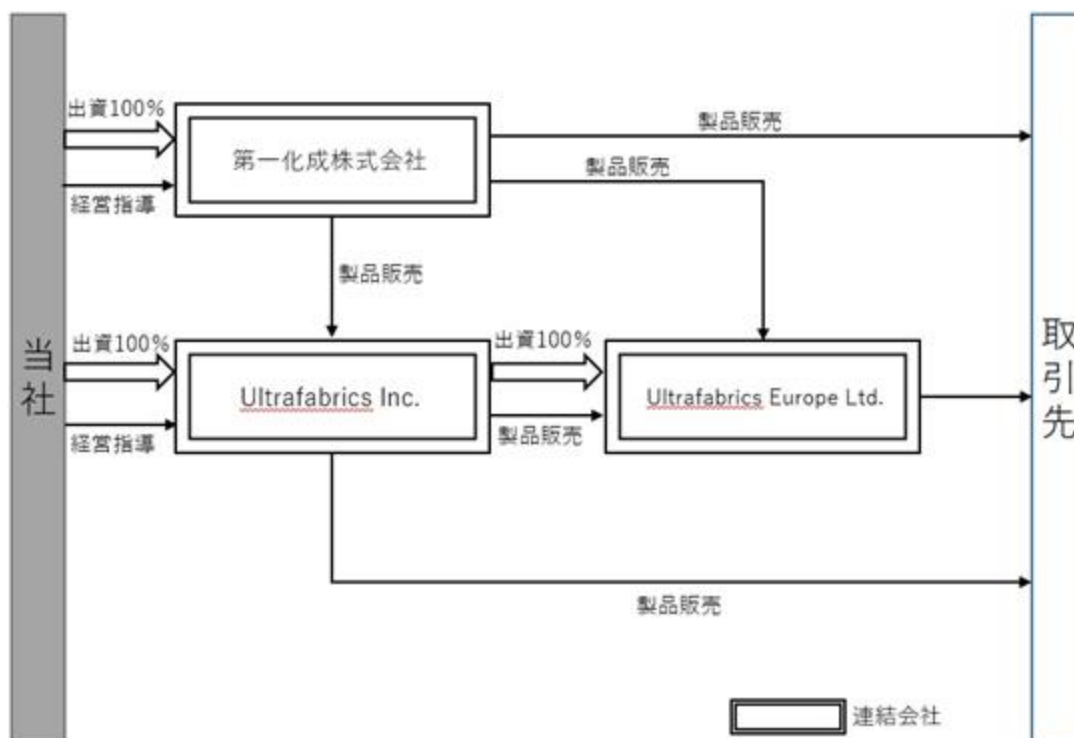 当社
出資100%
経営指導
第一化成株式会社
製品販売
製品販売
製品販売
出資100%
経営指導
Ultrafabrics Inc.
出資100%
製品販売
Ultrafabrics Europe Ltd.
製品販売
取引先
連結会社